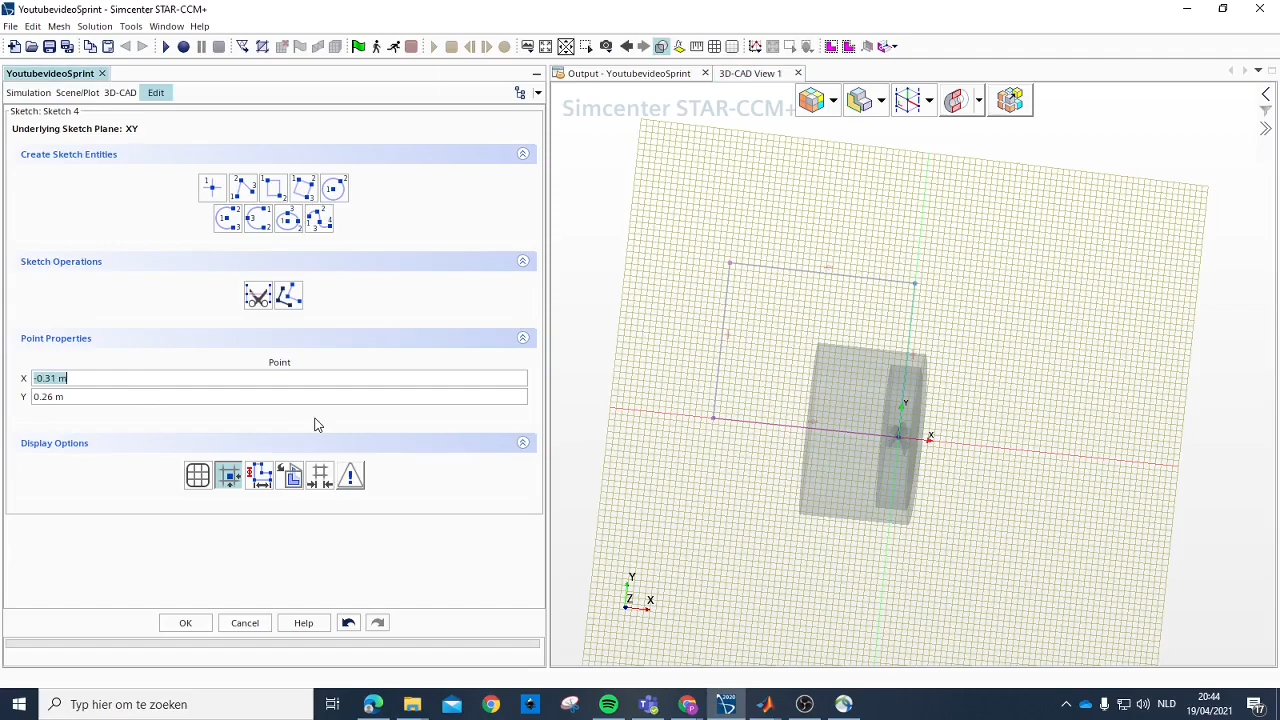 YoutubevideoSprint - Simcenter STAR-CCM+
File Edit Mesh Solution Tools Window Help
YoutubevideoSprint
Output - YoutubevideoSprint
3D-CAD View 1
Simulation ScenePlot 3D-CAD Edit
Sketch: Sketch 4
Underlying Sketch Plane: XY
Simcenter STAR-CCM+
Create Sketch Entities
Sketch Operations
Point Properties
Point
X -0.31 m
Y 0.26 m
Display Options
Y
X
Y
Z X
OK Cancel Help
Typ hier om te zoeken
NLD
20:44
19/04/2021
17